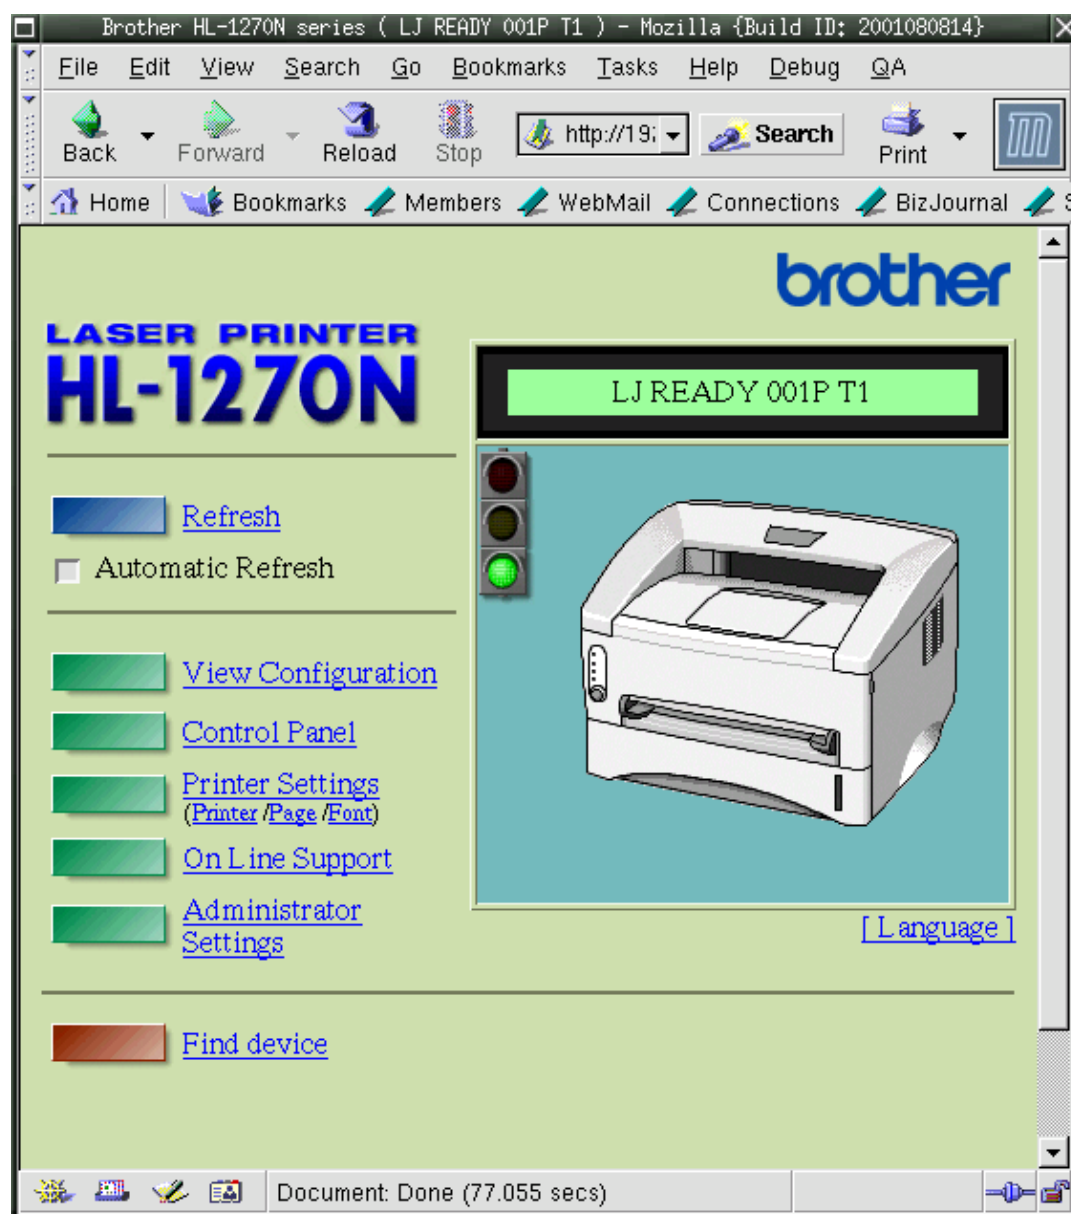 Brother HL-1270N series ( LJ READY 001P T1 ) - Mozilla {Build ID: 2001080814}
File Edit View Search Go Bookmarks Tasks Help Debug QA
Back Forward Reload Stop http://19 Search Print
Home Bookmarks Members WebMail Connections BizJournal
brother
LASER PRINTER
HL-1270N
LJ READY 001P T1
Refresh
Automatic Refresh
View Configuration
Control Panel
Printer Settings
(Printer /Page /Font)
On Line Support
Administrator
Settings
[ Language ]
Find device
Document: Done (77.055 secs)